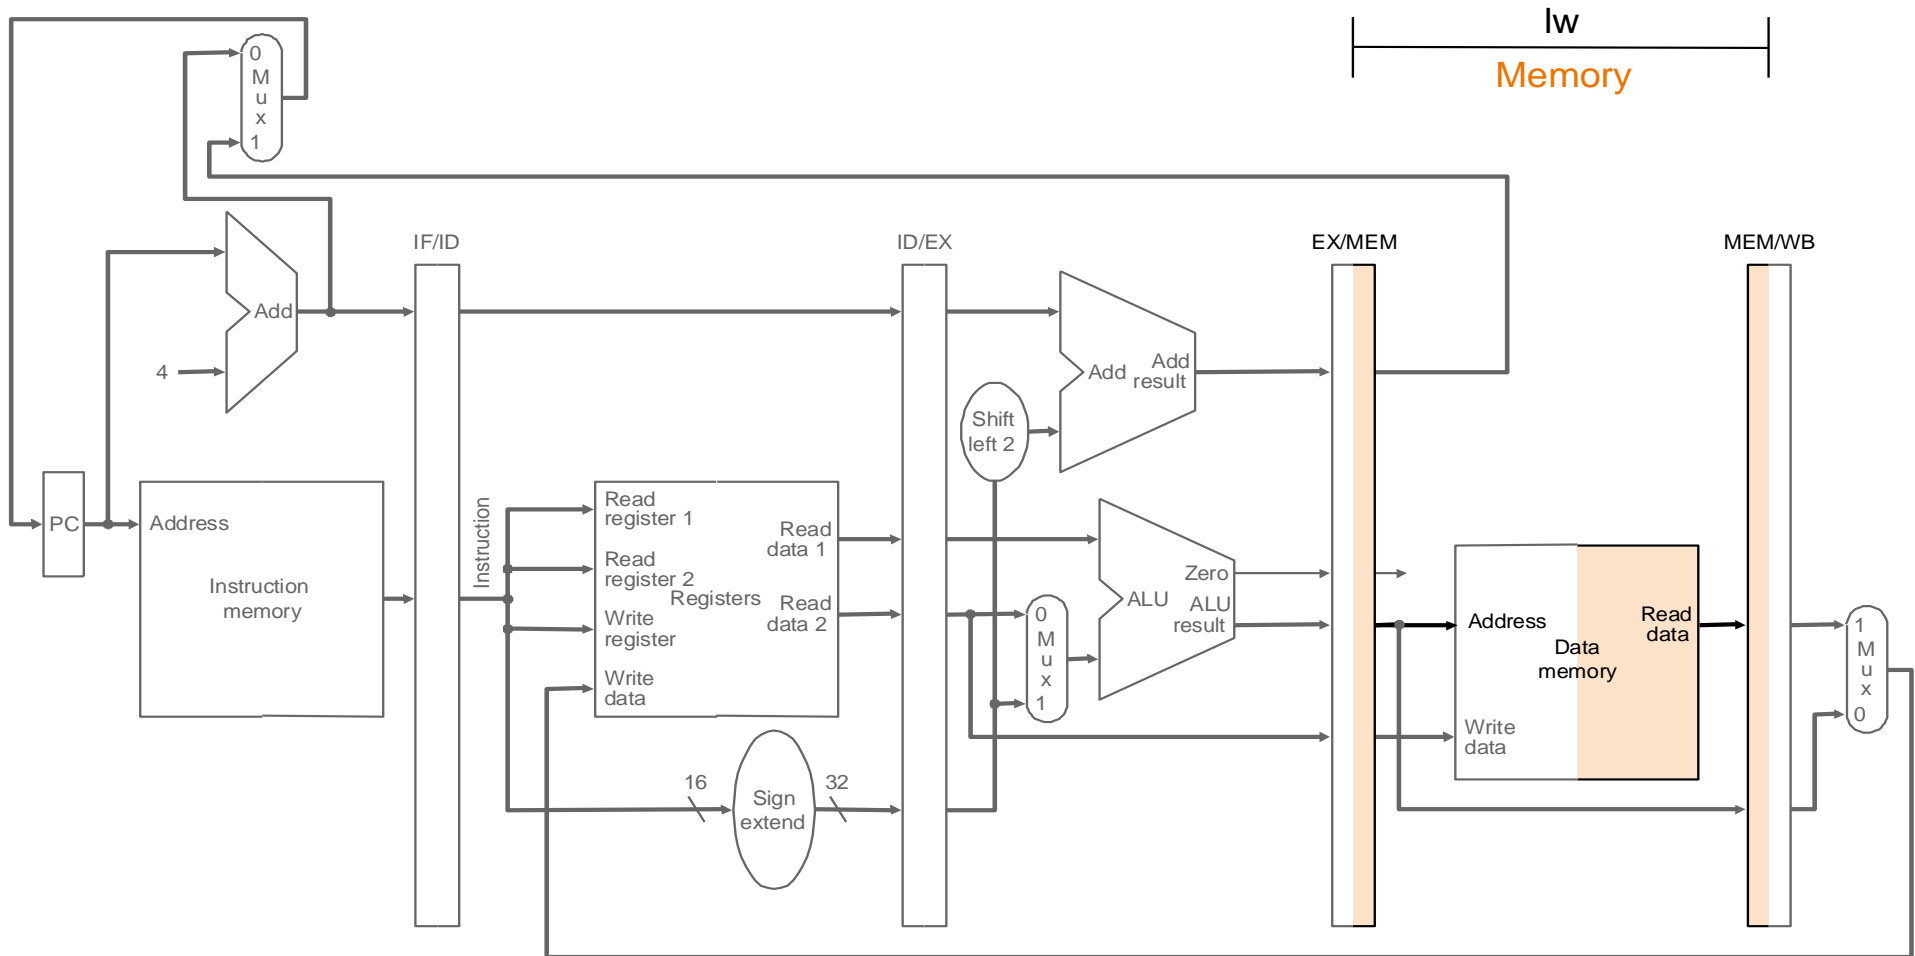 lw
Memory
0
M
u
x
1
IF/ID
ID/EX
EX/MEM
MEM/WB
Add
4
Add
Add
result
Shift
left 2
PC
Address
Instruction
memory
Instruction
Read
register 1
Read
register 2
Registers
Write
register
Write
data
Read
data 1
Read
data 2
16
Sign
extend
32
0
M
u
x
1
Zero
ALU
ALU
result
Address
Read
data
Data
memory
Write
data
1
M
u
x
0